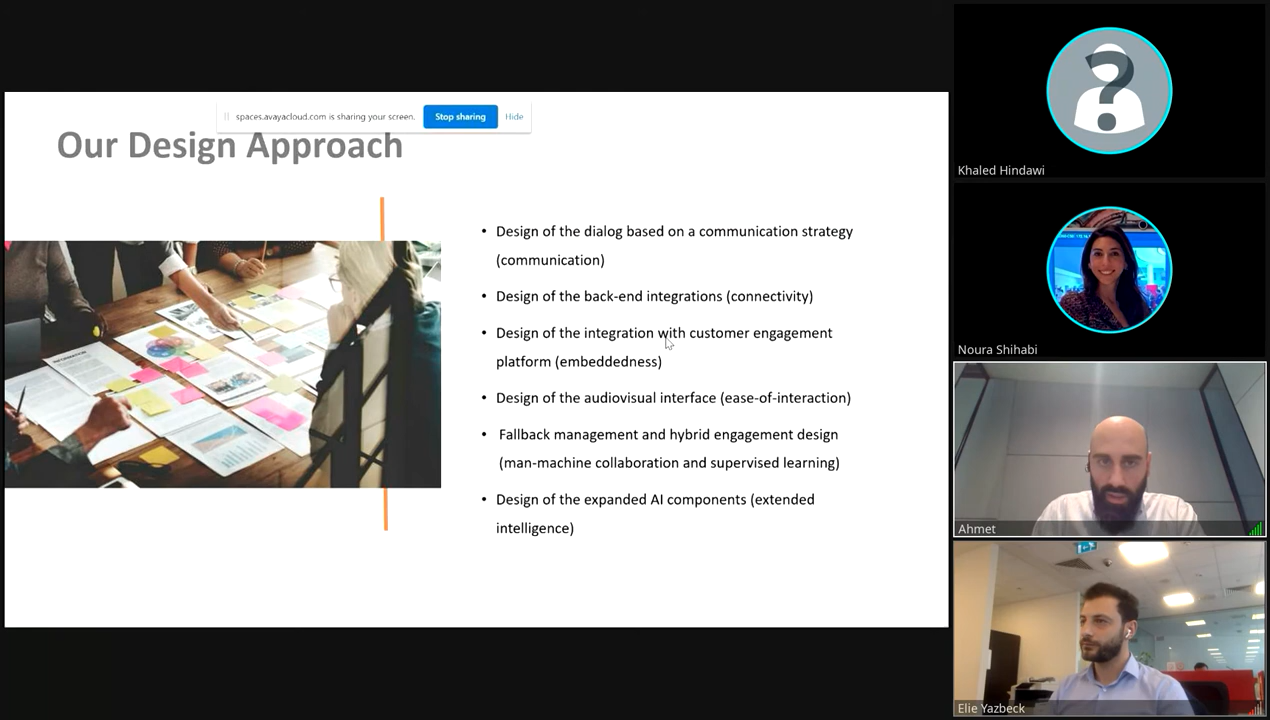 spaces.avayacloud.com is sharing your screen.
Stop sharing
Hide
Our Design Approach
• Design of the dialog based on a communication strategy
(communication)
• Design of the back-end integrations (connectivity)
• Design of the integration with customer engagement
platform (embeddedness)
• Design of the audiovisual interface (ease-of-interaction)
• Fallback management and hybrid engagement design
(man-machine collaboration and supervised learning)
• Design of the expanded AI components (extended
intelligence)
Khaled Hindawi
Noura Shihabi
Ahmet
Elie Yazbeck